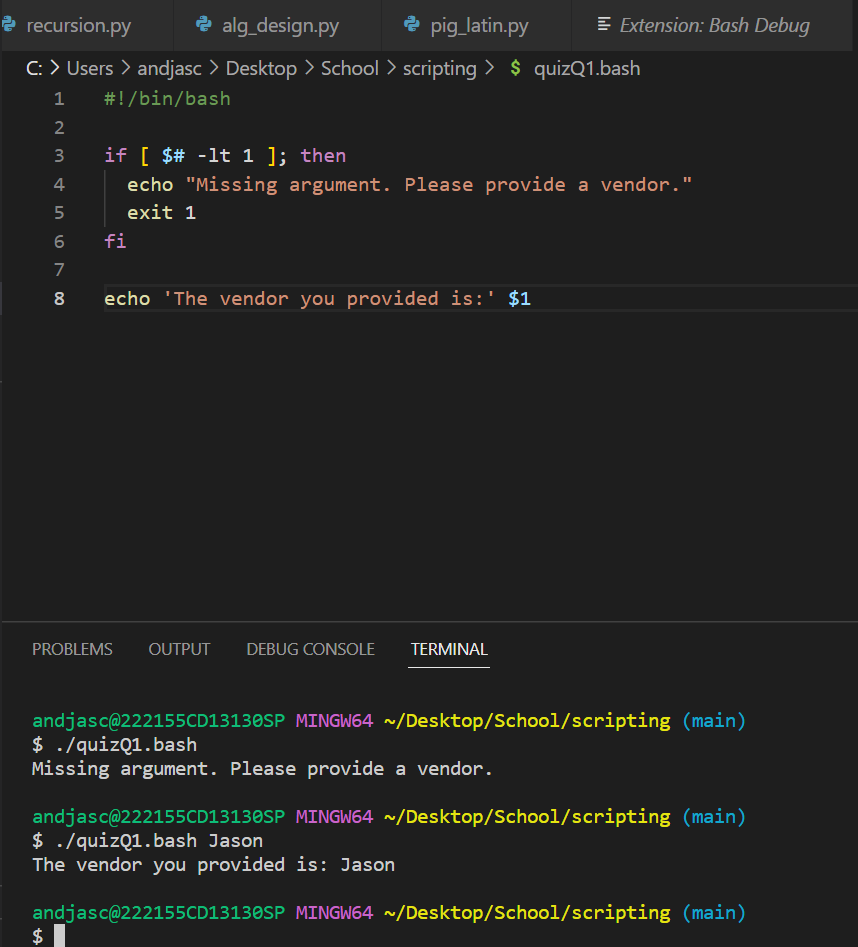 recursion.py alg_design.py pig_latin.py Extension: Bash Debug
C: > Users > andjasc > Desktop > School > scripting > $ quizQ1.bash
1 #!/bin/bash
2
3 if [ $# -lt 1 ]; then
4 echo "Missing argument. Please provide a vendor."
5 exit 1
6 fi
7
8 echo 'The vendor you provided is:' $1
PROBLEMS OUTPUT DEBUG CONSOLE TERMINAL
andjasc@222155CD13130SP MINGW64 ~/Desktop/School/scripting (main)
$ ./quizQ1.bash
Missing argument. Please provide a vendor.
andjasc@222155CD13130SP MINGW64 ~/Desktop/School/scripting (main)
$ ./quizQ1.bash Jason
The vendor you provided is: Jason
andjasc@222155CD13130SP MINGW64 ~/Desktop/School/scripting (main)
$